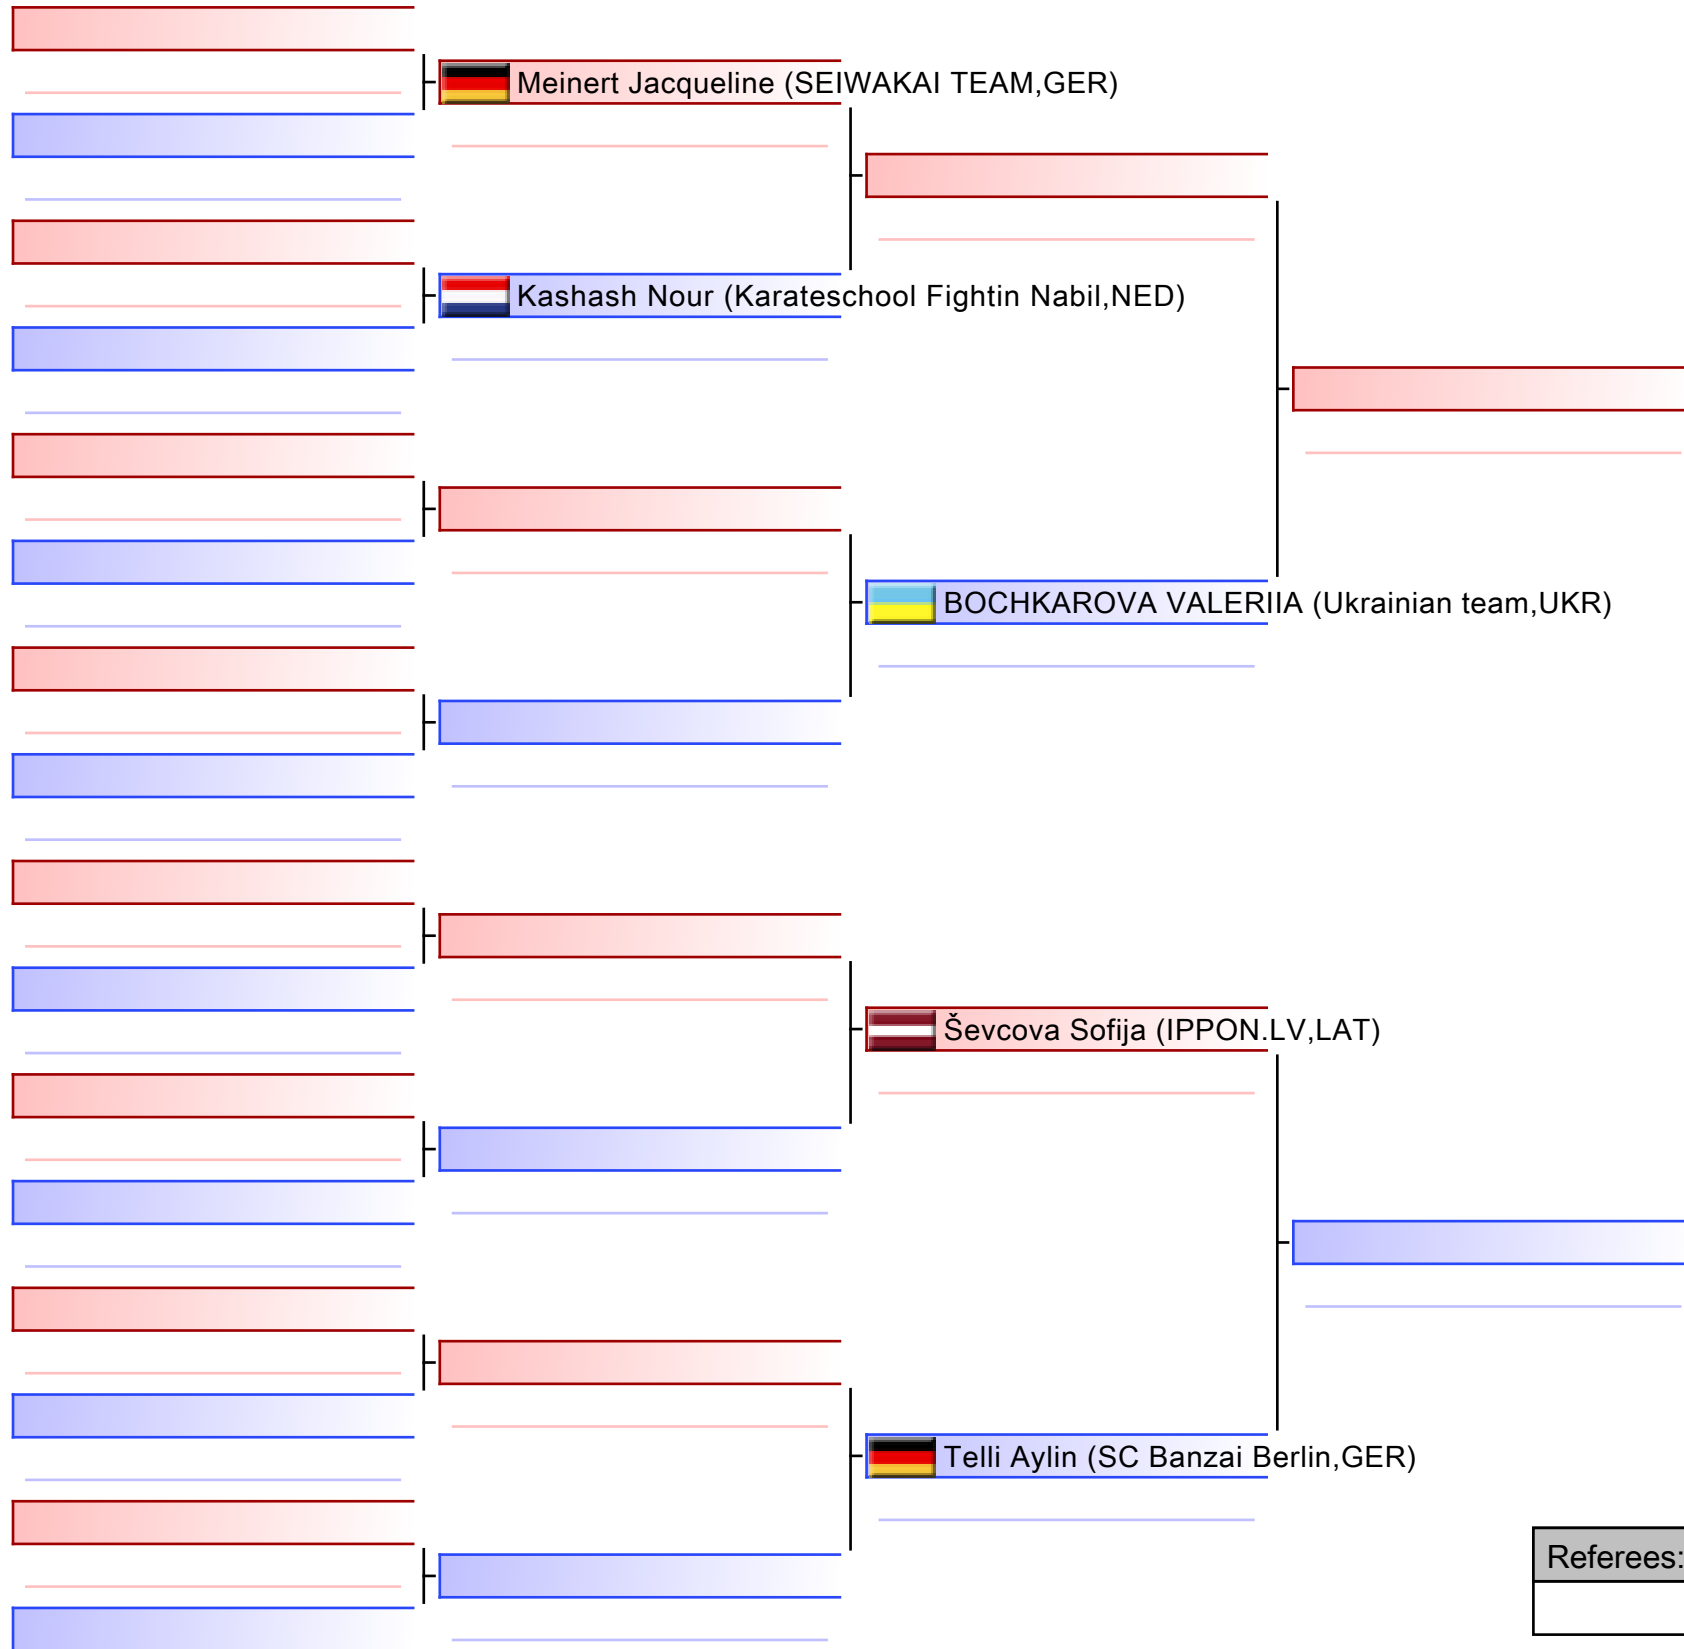 Meinert Jacqueline (SEIWAKAI TEAM,GER)
Kashash Nour (Karateschool Fightin Nabil,NED)
BOCHKAROVA VALERIIA (Ukrainian team,UKR)
Ševcova Sofija (IPPON.LV,LAT)
Telli Aylin (SC Banzai Berlin,GER)
Referees: